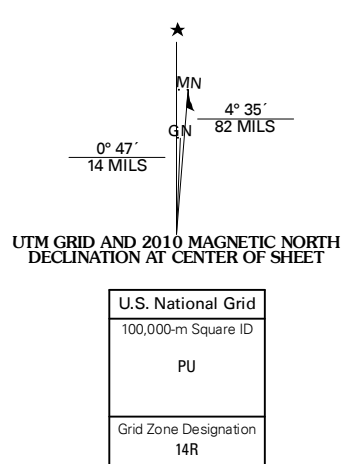 MN
4° 35´
82 MILS
GN
0° 47´
14 MILS
UTM GRID AND 2010 MAGNETIC NORTH
DECLINATION AT CENTER OF SHEET
U.S. National Grid
100,000-m Square ID
PU
Grid Zone Designation
14R